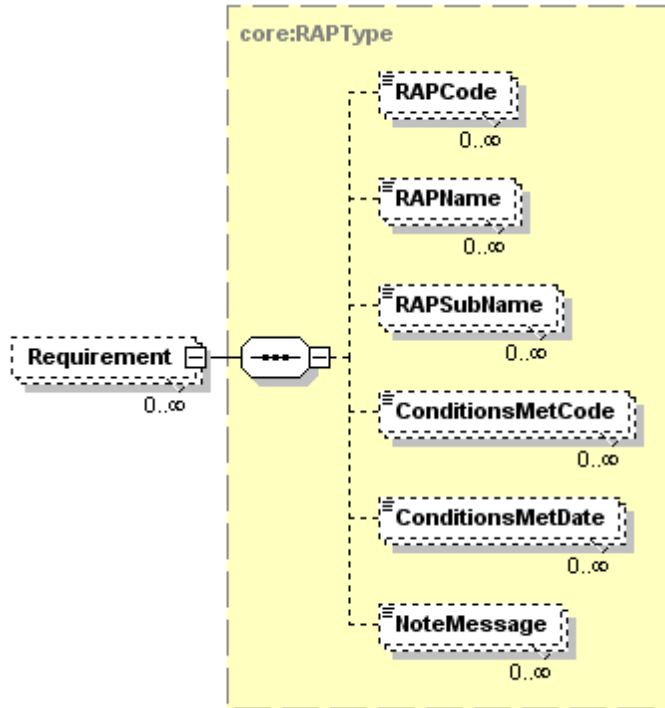 core:RAPType
RAPCode
0..∞
RAPName
0..∞
RAPSubName
0..∞
Requirement
0..∞
ConditionsMetCode
0..∞
ConditionsMetDate
0..∞
NoteMessage
0..∞